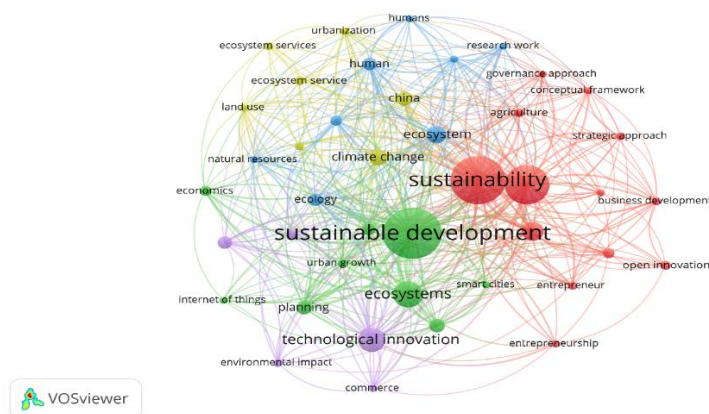 humans
urbanization
ecosystem services
research work
human
governance approach
ecosystem service
conceptual framework
china
land use
agriculture
ecosystem
strategic approach
climate change
natural resources
sustainability
economics
ecology
business development
sustainable development
urban growth
open innovation
smart cities
entrepreneur
internet of things
ecosystems
planning
technological innovation
entrepreneurship
environmental impact
commerce
VOSviewer